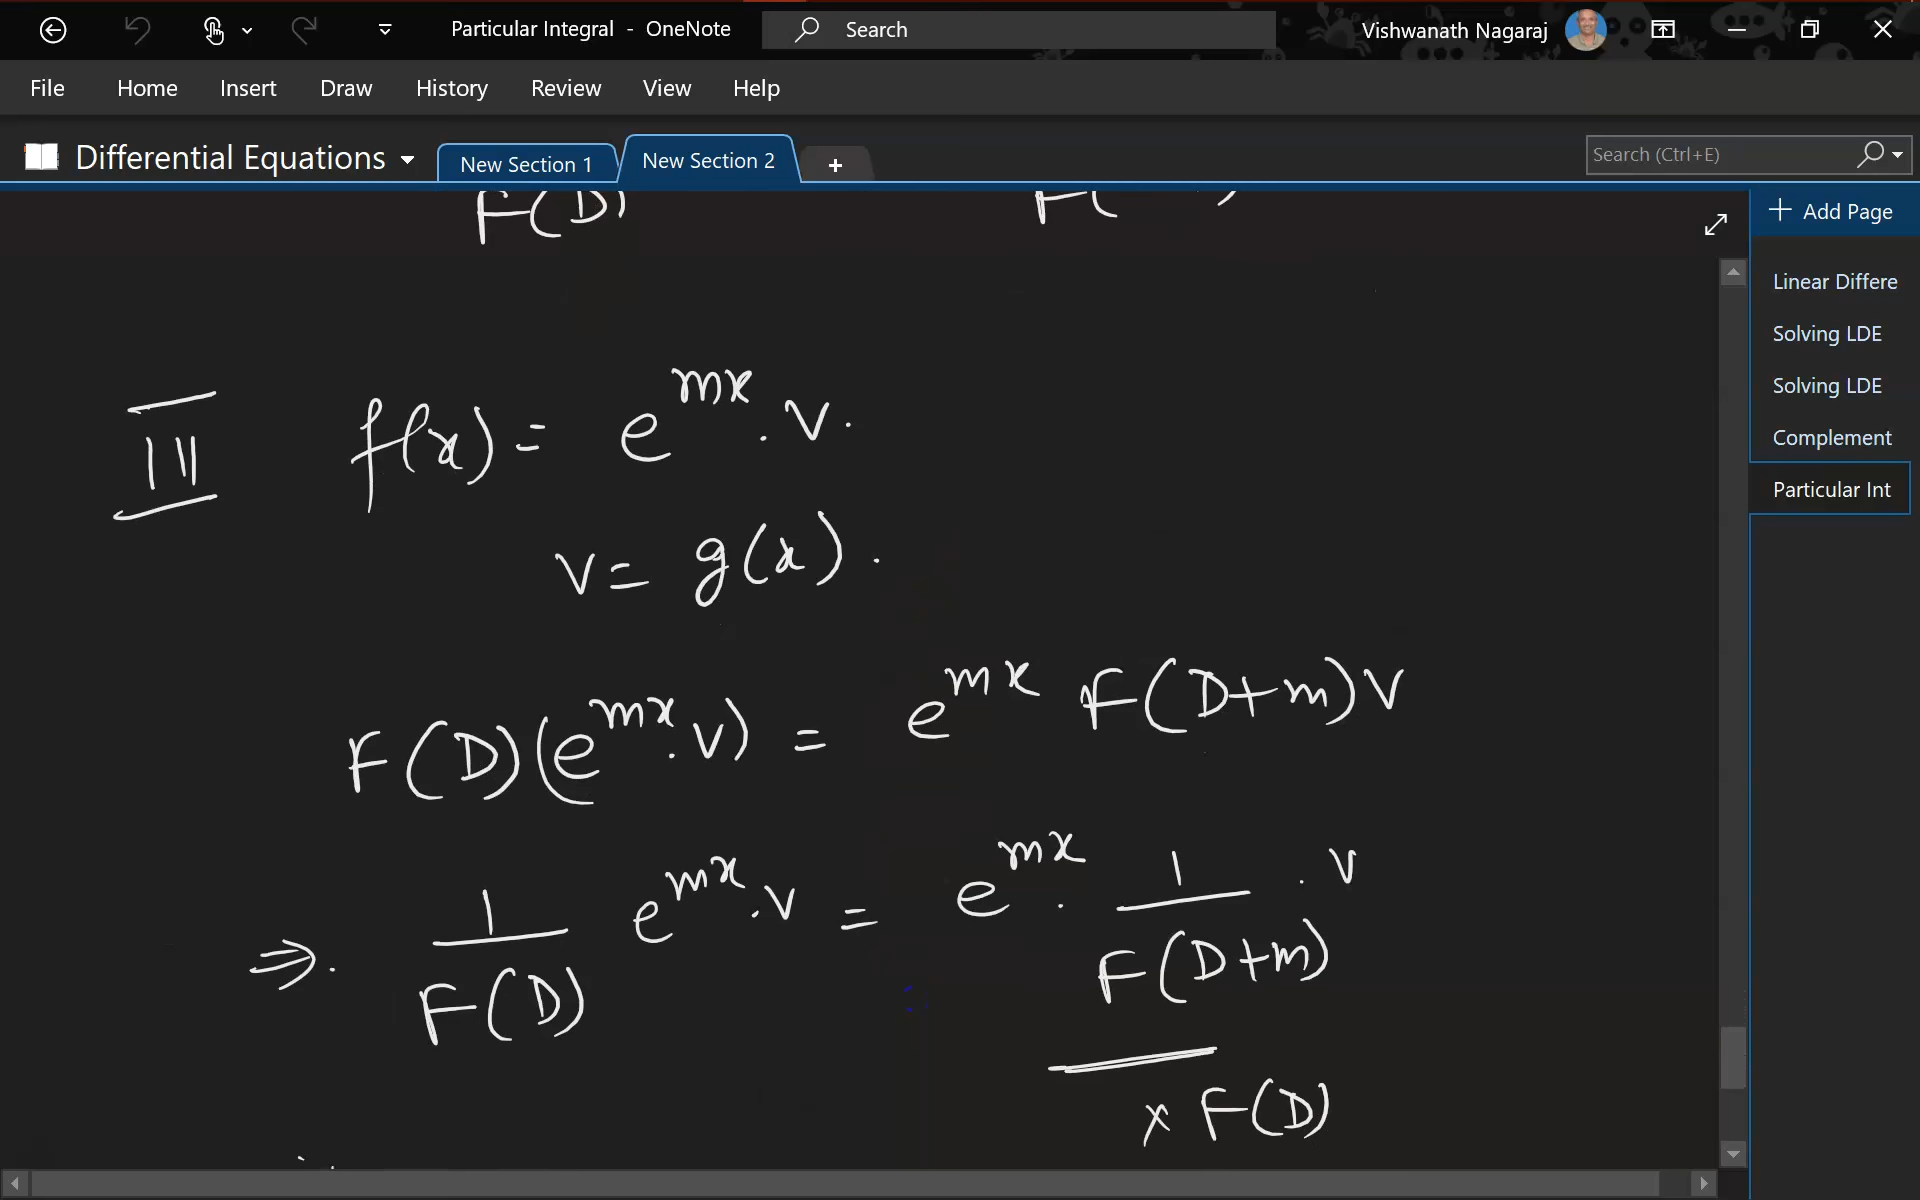 Particular Integral - OneNote
Search
Vishwanath Nagaraj
File Home Insert Draw History Review View Help
Differential Equations
New Section 1
New Section 2
+
Search (Ctrl+E)
F(D)
F(
+ Add Page
Linear Differe
Solving LDE
Solving LDE
Complement
Particular Int
III f(x) = e^{mx} . v.
v = g(x).
F(D)(e^{mx} . v) = e^{mx} F(D+m)v
⇒. \frac{1}{F(D)} e^{mx} . v = e^{mx} . \frac{1}{F(D+m)} . v
x F(D)